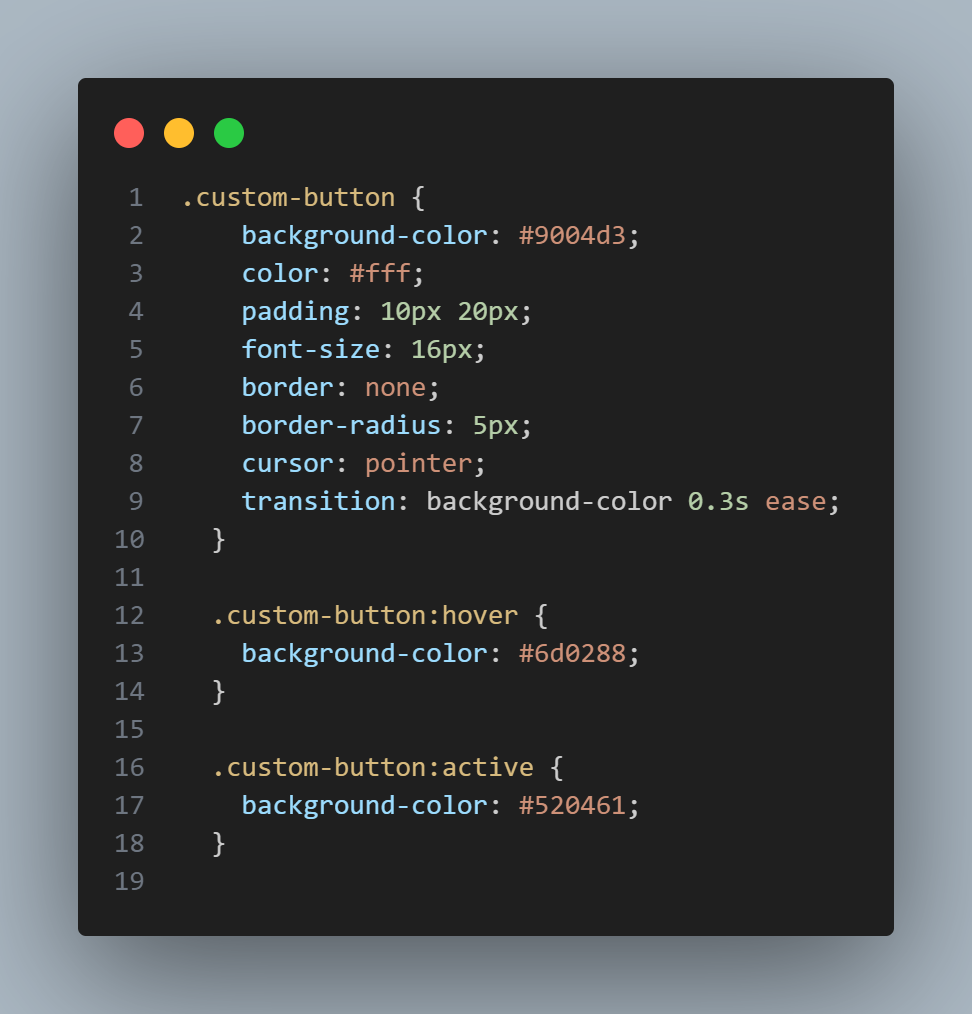 1 .custom-button {
2 background-color: #9004d3;
3 color: #fff;
4 padding: 10px 20px;
5 font-size: 16px;
6 border: none;
7 border-radius: 5px;
8 cursor: pointer;
9 transition: background-color 0.3s ease;
10 }
11
12 .custom-button:hover {
13 background-color: #6d0288;
14 }
15
16 .custom-button:active {
17 background-color: #520461;
18 }
19